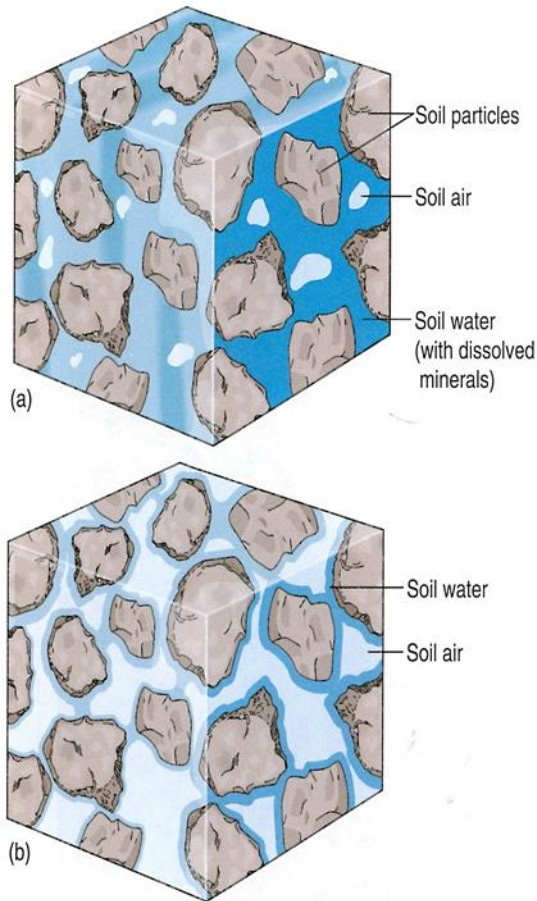 Soil particles
Soil air
Soil water
(with dissolved
minerals)
(a)
Soil water
Soil air
(b)